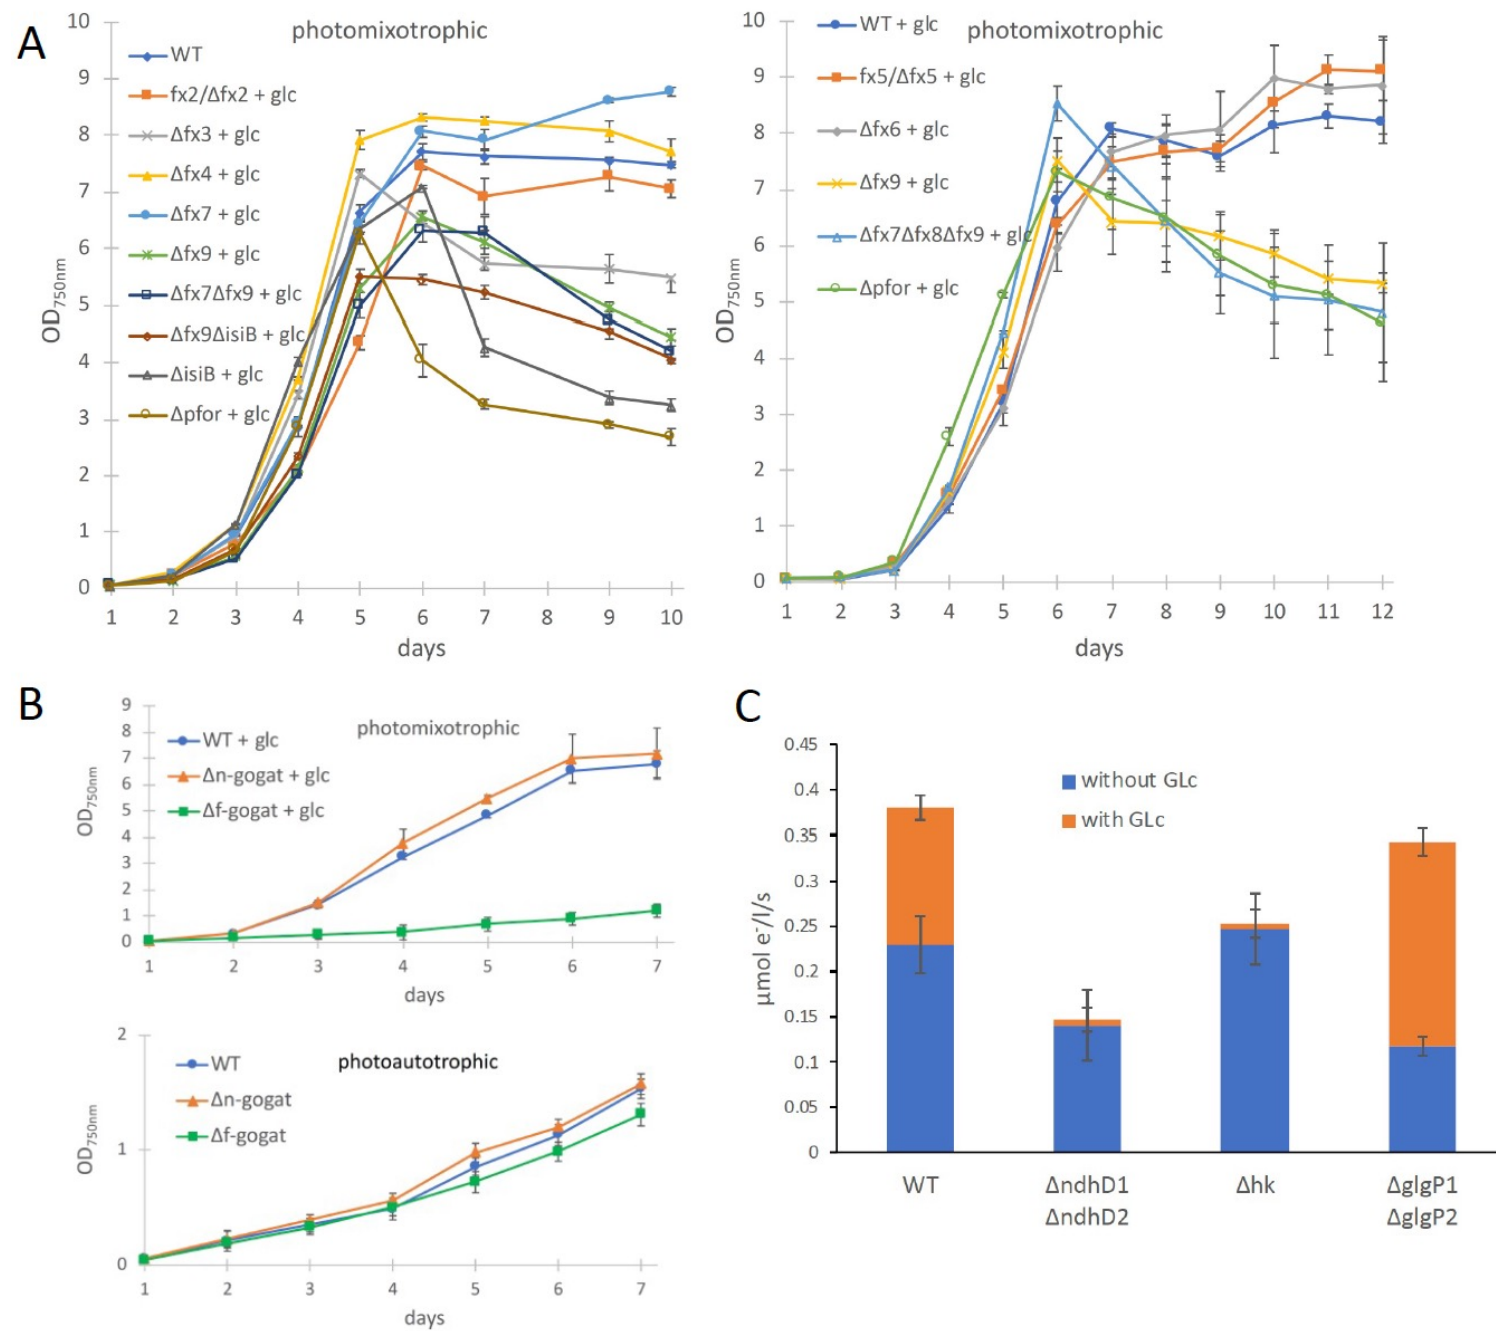 A
photomixotrophic
10
9
8
7
6
5
4
3
2
1
0
OD750nm
WT
fx2/Δfx2 + glc
Δfx3 + glc
Δfx4 + glc
Δfx7 + glc
Δfx9 + glc
Δfx7Δfx9 + glc
Δfx9ΔisiB + glc
ΔisiB + glc
Δpfor + glc
1 2 3 4 5 6 7 8 9 10
days
photomixotrophic
10
9
8
7
6
5
4
3
2
1
0
OD750nm
WT + glc
fx5/Δfx5 + glc
Δfx6 + glc
Δfx9 + glc
Δfx7Δfx8Δfx9 + glc
Δpfor + glc
1 2 3 4 5 6 7 8 9 10 11 12
days
B
photomixotrophic
9
8
7
6
5
4
3
2
1
0
OD750nm
WT + glc
Δn-gogat + glc
Δf-gogat + glc
1 2 3 4 5 6 7
days
photoautotrophic
2
1
0
OD750nm
WT
Δn-gogat
Δf-gogat
1 2 3 4 5 6 7
days
C
0.45
0.4
0.35
0.3
0.25
0.2
0.15
0.1
0.05
0
µmol e⁻/l/s
without GLc
with GLc
WT ΔndhD1 Δhk ΔglgP1
ΔndhD2 ΔglgP2